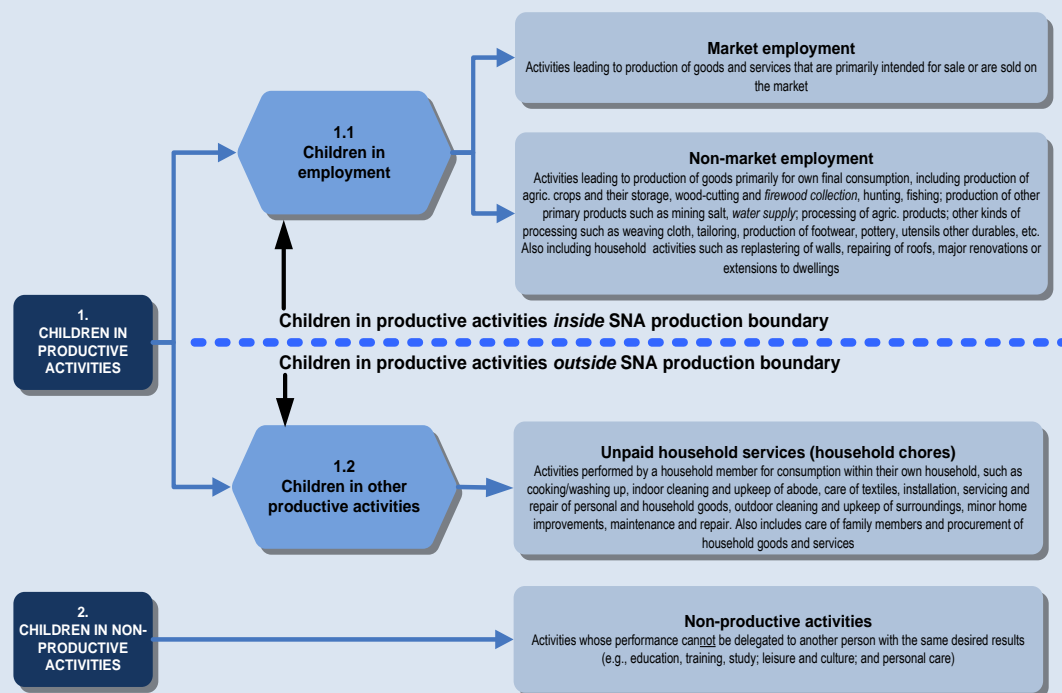 Market employment
Activities leading to production of goods and services that are primarily intended for sale or are sold on
the market
1.1
Children in
employment
Non-market employment
Activities leading to production of goods primarily for own final consumption, including production of
agric. crops and their storage, wood-cutting and firewood collection, hunting, fishing; production of other
primary products such as mining salt, water supply; processing of agric. products; other kinds of
processing such as weaving cloth, tailoring, production of footwear, pottery, utensils other durables, etc.
Also including household activities such as replastering of walls, repairing of roofs, major renovations or
extensions to dwellings
1.
CHILDREN IN
PRODUCTIVE
ACTIVITIES
Children in productive activities inside SNA production boundary
Children in productive activities outside SNA production boundary
1.2
Children in other
productive activities
Unpaid household services (household chores)
Activities performed by a household member for consumption within their own household, such as
cooking/washing up, indoor cleaning and upkeep of abode, care of textiles, installation, servicing and
repair of personal and household goods, outdoor cleaning and upkeep of surroundings, minor home
improvements, maintenance and repair. Also includes care of family members and procurement of
household goods and services
2.
CHILDREN IN NON-
PRODUCTIVE
ACTIVITIES
Non-productive activities
Activities whose performance cannot be delegated to another person with the same desired results
(e.g., education, training, study; leisure and culture; and personal care)